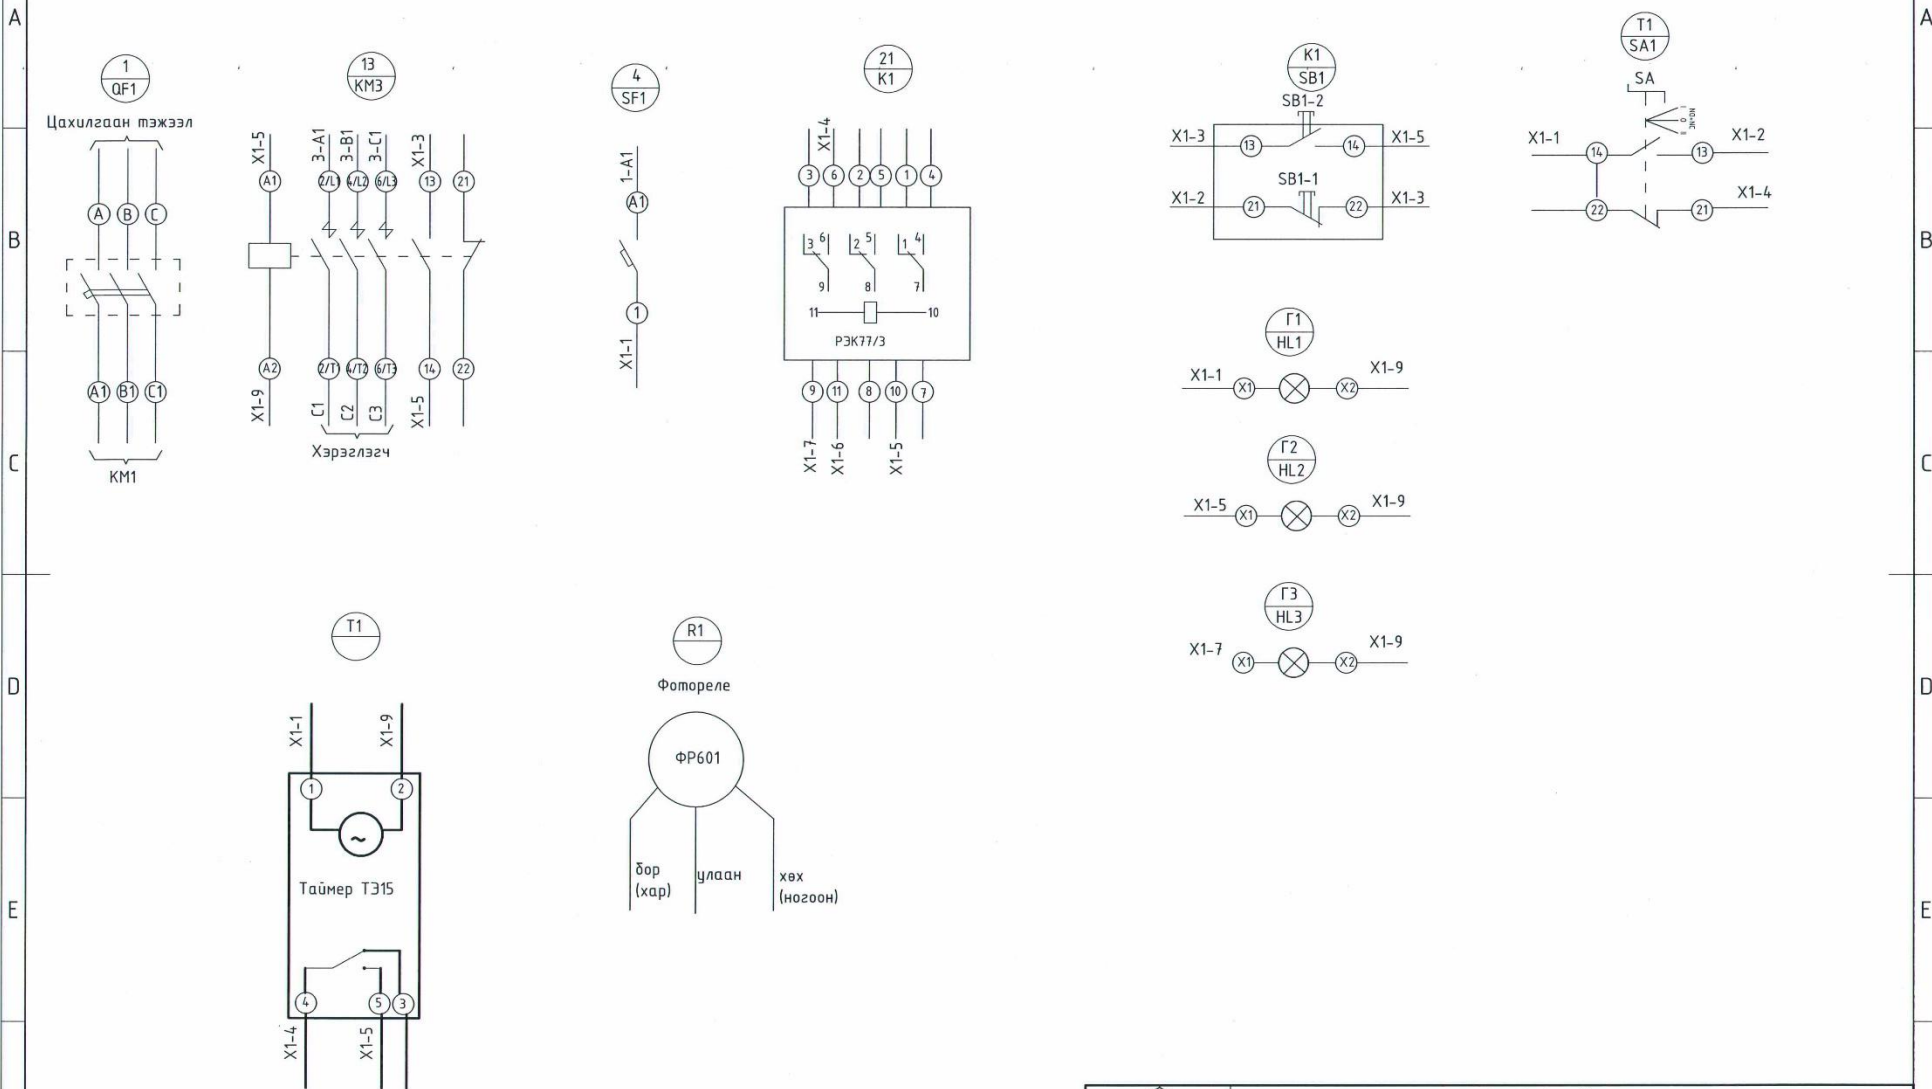 A
A
B
B
C
C
D
D
E
E
1
QF1
Цахилгаан тэжээл
A
B
C
A1
B1
C1
КМ1
13
КМ3
X1-5
3-A1
3-B1
3-C1
X1-3
A1
2/L1
4/L2
6/L3
13
21
A2
2/T1
4/T2
6/T3
14
22
X1-9
C1
C2
C3
X1-5
Хэрэглэгч
4
SF1
1-A1
A1
1
X1-1
21
K1
X1-4
3
6
2
5
1
4
3
6
2
5
1
4
9
8
7
11
10
РЭК77/3
9
11
8
10
7
X1-7
X1-6
X1-5
K1
SB1
SB1-2
X1-3
13
14
X1-5
SB1-1
X1-2
21
22
X1-3
T1
SA1
SA
I
0
II
NO-NC
X1-1
14
13
X1-2
22
21
X1-4
Г1
HL1
X1-1
X1
X2
X1-9
Г2
HL2
X1-5
X1
X2
X1-9
Г3
HL3
X1-7
X1
X2
X1-9
T1
X1-1
X1-9
1
2
~
Таймер ТЭ15
4
5
3
X1-4
X1-5
R1
Фотореле
ФР601
бор
(хар)
улаан
хөх
(ногоон)